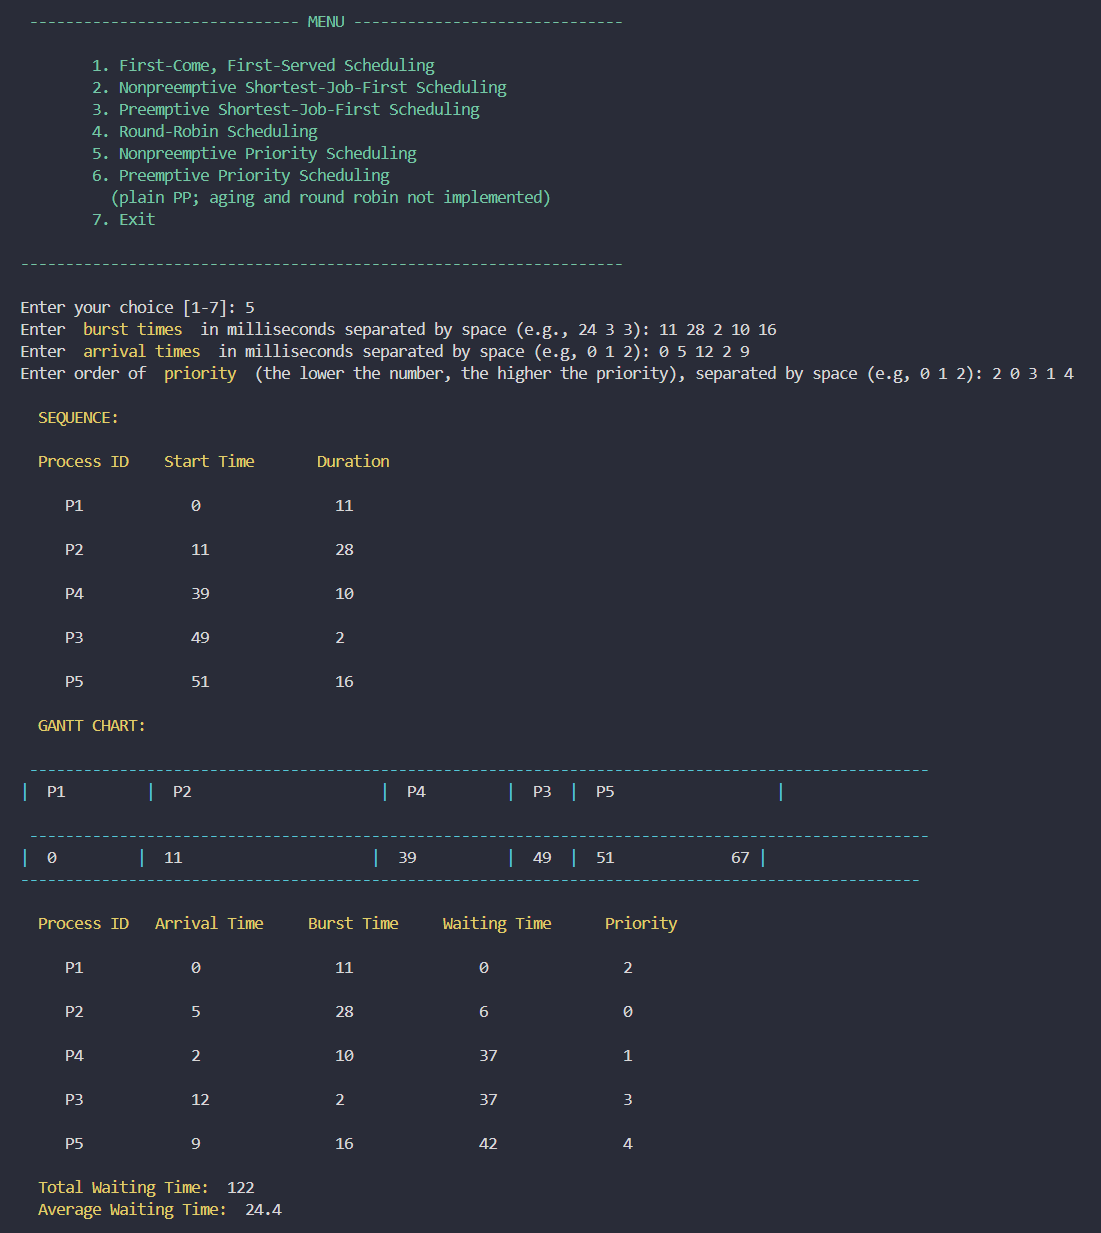 ------------------------------ MENU ------------------------------
1. First-Come, First-Served Scheduling
2. Nonpreemptive Shortest-Job-First Scheduling
3. Preemptive Shortest-Job-First Scheduling
4. Round-Robin Scheduling
5. Nonpreemptive Priority Scheduling
6. Preemptive Priority Scheduling
(plain PP; aging and round robin not implemented)
7. Exit
-------------------------------------------------------------------
Enter your choice [1-7]: 5
Enter  burst times  in milliseconds separated by space (e.g., 24 3 3): 11 28 2 10 16
Enter  arrival times  in milliseconds separated by space (e.g, 0 1 2): 0 5 12 2 9
Enter order of  priority  (the lower the number, the higher the priority), separated by space (e.g, 0 1 2): 2 0 3 1 4
SEQUENCE:
Process ID    Start Time       Duration
P1            0               11
P2            11              28
P4            39              10
P3            49              2
P5            51              16
GANTT CHART:
----------------------------------------------------------------------------------------------------
|  P1         |  P2                     |  P4         |  P3  |  P5                  |
----------------------------------------------------------------------------------------------------
|  0         |  11                     |  39          |  49  |  51             67 |
----------------------------------------------------------------------------------------------------
Process ID   Arrival Time     Burst Time     Waiting Time      Priority
P1            0               11              0               2
P2            5               28              6               0
P4            2               10              37              1
P3            12              2               37              3
P5            9               16              42              4
Total Waiting Time:  122
Average Waiting Time:  24.4